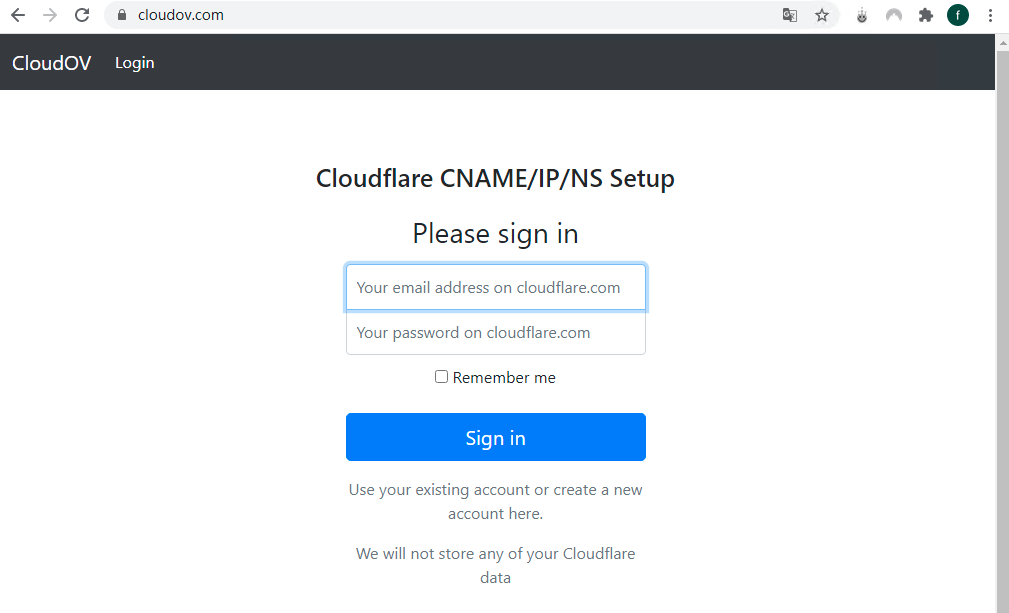 cloudov.com
f
CloudOV Login
Cloudflare CNAME/IP/NS Setup
Please sign in
Your email address on cloudflare.com
Your password on cloudflare.com
Remember me
Sign in
Use your existing account or create a new
account here.
We will not store any of your Cloudflare
data